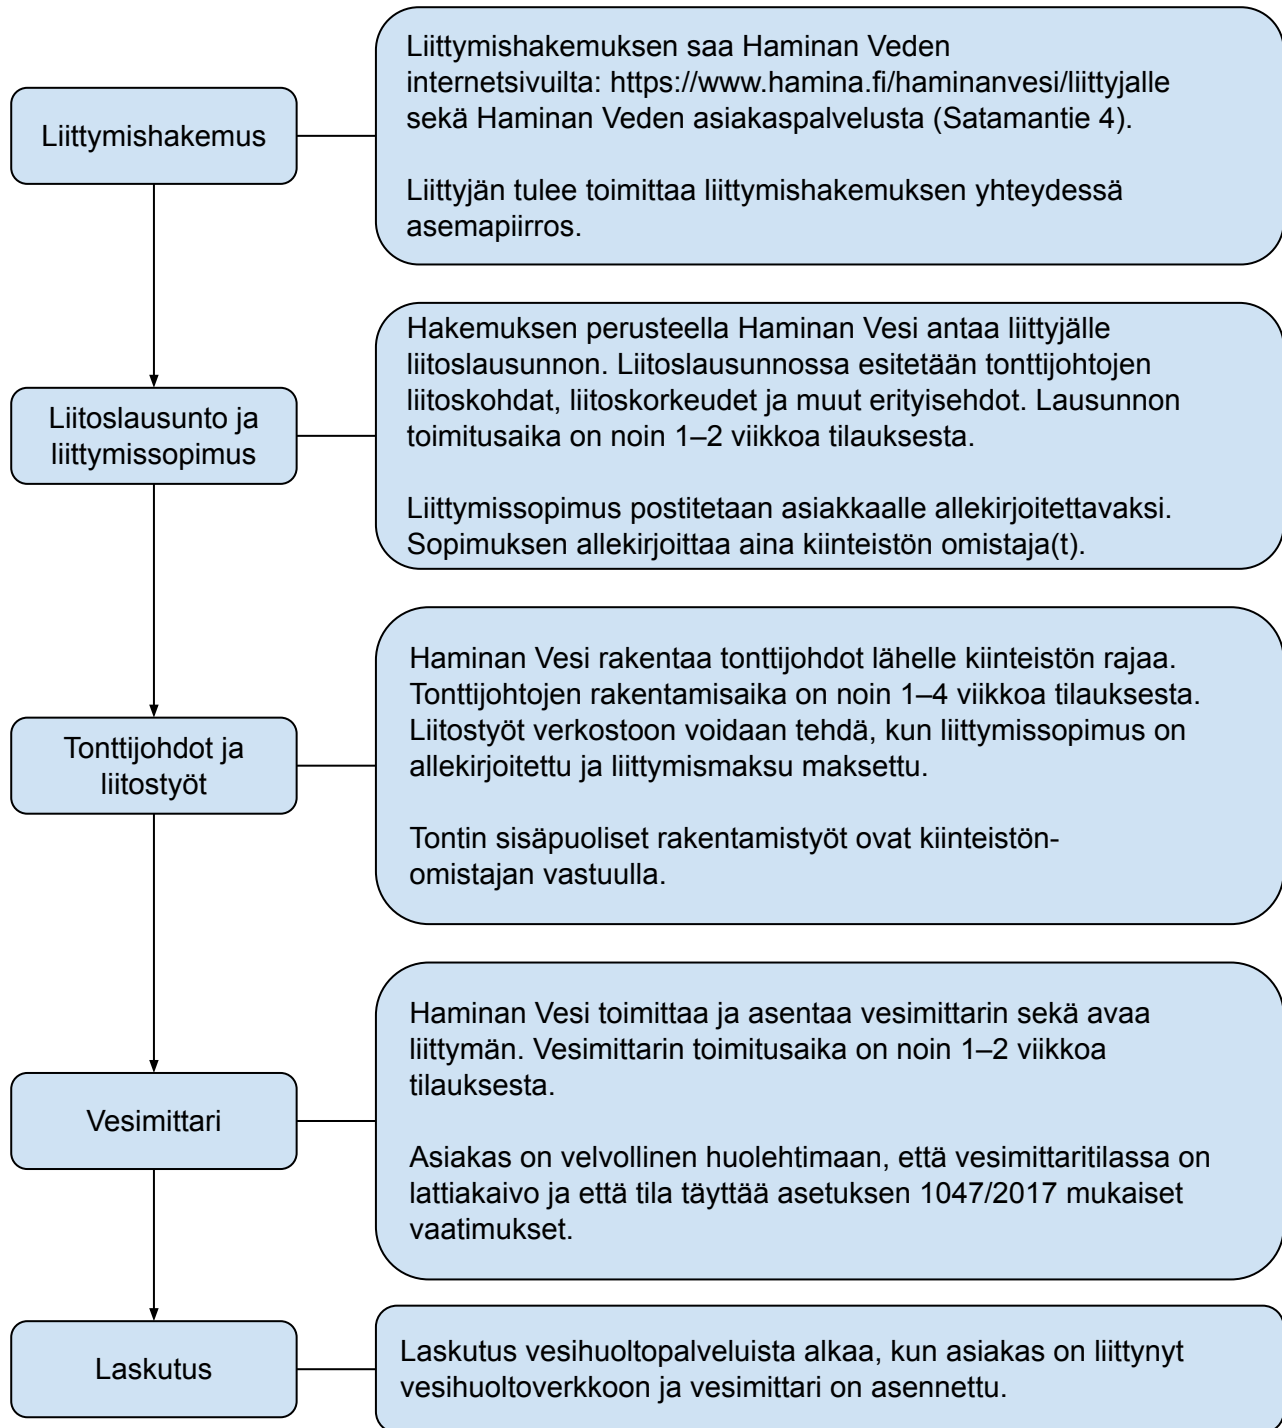 Liittymishakemus
Liittymishakemuksen saa Haminan Veden
internetsivuilta: https://www.hamina.fi/haminanvesi/liittyjalle
sekä Haminan Veden asiakaspalvelusta (Satamantie 4).
Liittyjän tulee toimittaa liittymishakemuksen yhteydessä
asemapiirros.
Liitoslausunto ja
liittymissopimus
Hakemuksen perusteella Haminan Vesi antaa liittyjälle
liitoslausunnon. Liitoslausunnossa esitetään tonttijohtojen
liitoskohdat, liitoskorkeudet ja muut erityisehdot. Lausunnon
toimitusaika on noin 1–2 viikkoa tilauksesta.
Liittymissopimus postitetaan asiakkaalle allekirjoitettavaksi.
Sopimuksen allekirjoittaa aina kiinteistön omistaja(t).
Tonttijohdot ja
liitostyöt
Haminan Vesi rakentaa tonttijohdot lähelle kiinteistön rajaa.
Tonttijohtojen rakentamisaika on noin 1–4 viikkoa tilauksesta.
Liitostyöt verkostoon voidaan tehdä, kun liittymissopimus on
allekirjoitettu ja liittymismaksu maksettu.
Tontin sisäpuoliset rakentamistyöt ovat kiinteistön-
omistajan vastuulla.
Vesimittari
Haminan Vesi toimittaa ja asentaa vesimittarin sekä avaa
liittymän. Vesimittarin toimitusaika on noin 1–2 viikkoa
tilauksesta.
Asiakas on velvollinen huolehtimaan, että vesimittaritilassa on
lattiakaivo ja että tila täyttää asetuksen 1047/2017 mukaiset
vaatimukset.
Laskutus
Laskutus vesihuoltopalveluista alkaa, kun asiakas on liittynyt
vesihuoltoverkkoon ja vesimittari on asennettu.